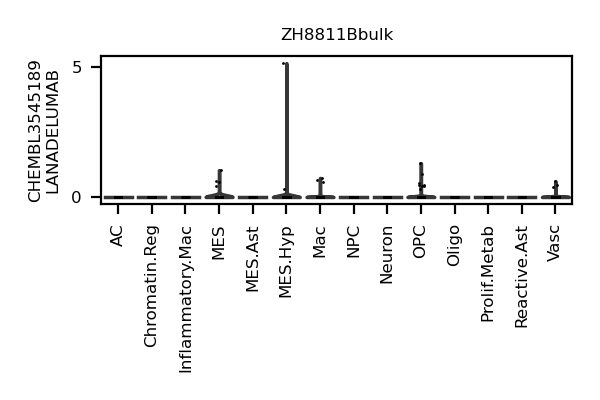 ZH8811Bbulk
CHEMBL3545189
LANADELUMAB
5
0
AC
Chromatin.Reg
Inflammatory.Mac
MES
MES.Ast
MES.Hyp
Mac
NPC
Neuron
OPC
Oligo
Prolif.Metab
Reactive.Ast
Vasc